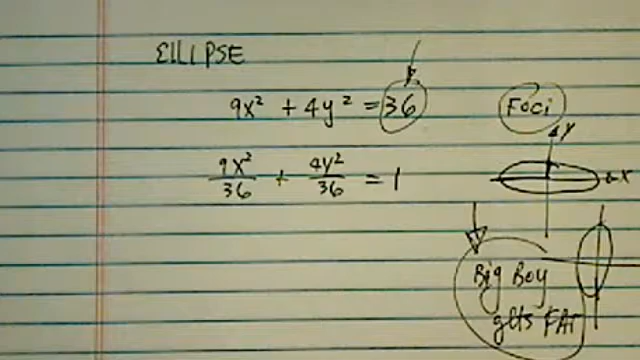 ELLIPSE
9x² + 4y² = 36
Foci
y
9x²/36 + 4y²/36 = 1
x
Big Boy
gets FAT